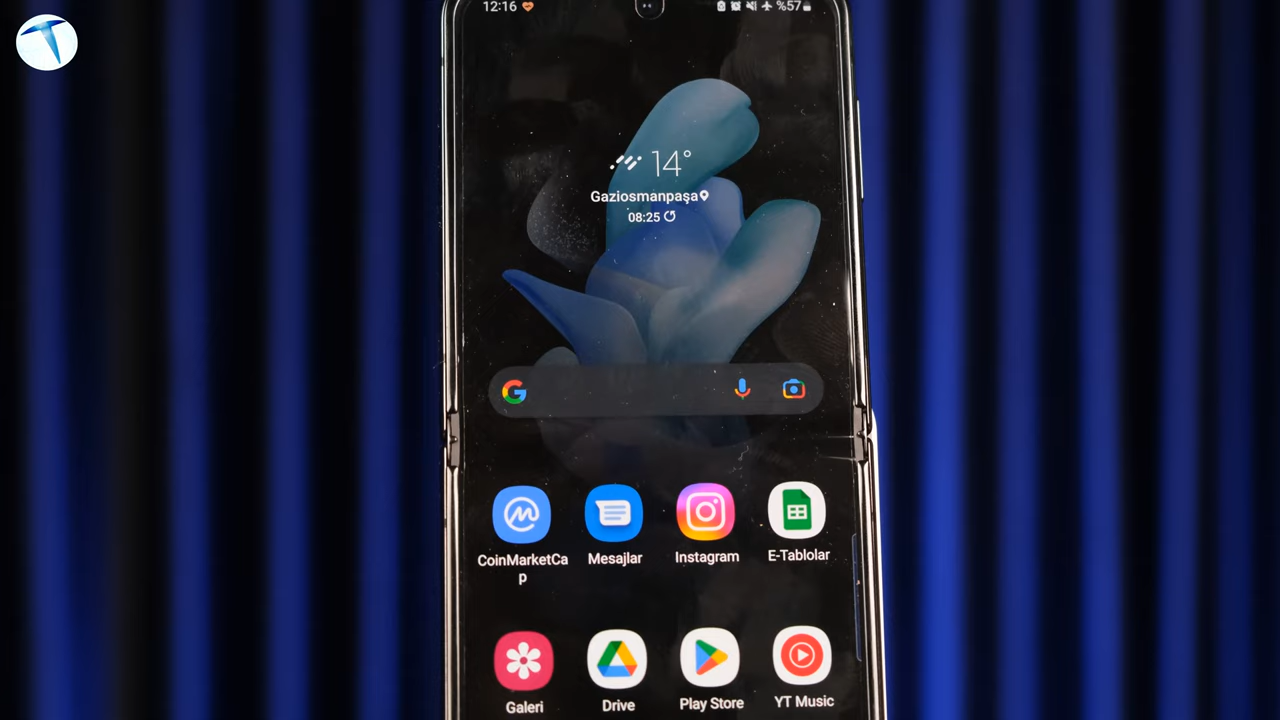 12:16
%57
14°
Gaziosmanpaşa
08:25
CoinMarketCa
p
Mesajlar
Instagram
E-Tablolar
Galeri
Drive
Play Store
YT Music